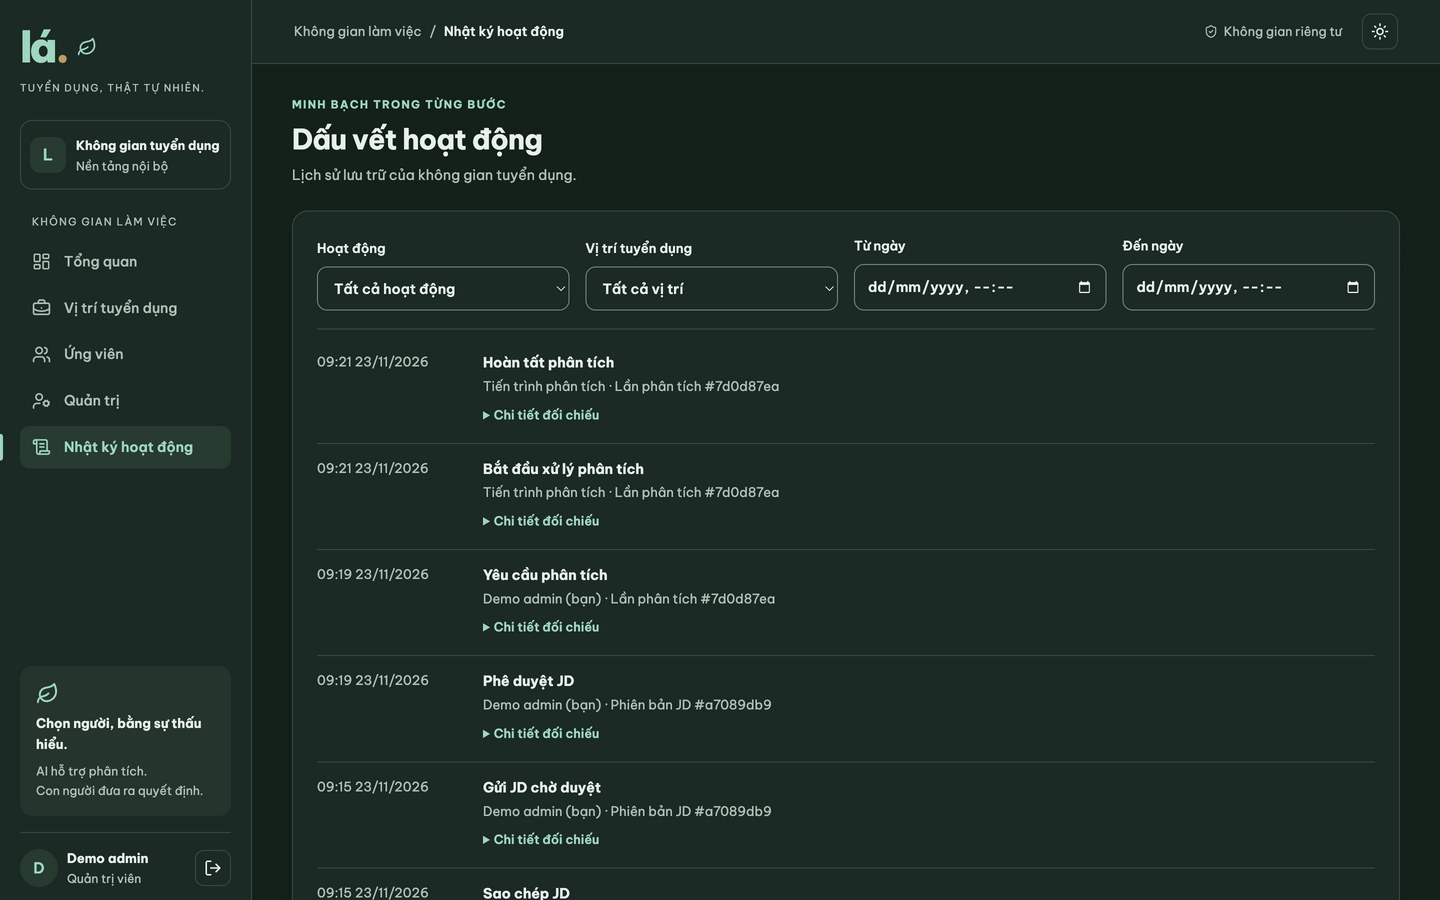 lá.
TUYỂN DỤNG, THẬT TỰ NHIÊN.
L
Không gian tuyển dụng
Nền tảng nội bộ
KHÔNG GIAN LÀM VIỆC
Tổng quan
Vị trí tuyển dụng
Ứng viên
Quản trị
Nhật ký hoạt động
Chọn người, bằng sự thấu
hiểu.
AI hỗ trợ phân tích.
Con người đưa ra quyết định.
D
Demo admin
Quản trị viên
Không gian làm việc / Nhật ký hoạt động
Không gian riêng tư
MINH BẠCH TRONG TỪNG BƯỚC
Dấu vết hoạt động
Lịch sử lưu trữ của không gian tuyển dụng.
Hoạt động
Tất cả hoạt động
Vị trí tuyển dụng
Tất cả vị trí
Từ ngày
dd/mm/yyyy, --:--
Đến ngày
dd/mm/yyyy, --:--
09:21 23/11/2026
Hoàn tất phân tích
Tiến trình phân tích · Lần phân tích #7d0d87ea
Chi tiết đối chiếu
09:21 23/11/2026
Bắt đầu xử lý phân tích
Tiến trình phân tích · Lần phân tích #7d0d87ea
Chi tiết đối chiếu
09:19 23/11/2026
Yêu cầu phân tích
Demo admin (bạn) · Lần phân tích #7d0d87ea
Chi tiết đối chiếu
09:19 23/11/2026
Phê duyệt JD
Demo admin (bạn) · Phiên bản JD #a7089db9
Chi tiết đối chiếu
09:15 23/11/2026
Gửi JD chờ duyệt
Demo admin (bạn) · Phiên bản JD #a7089db9
Chi tiết đối chiếu
09:15 23/11/2026
Sao chép JD